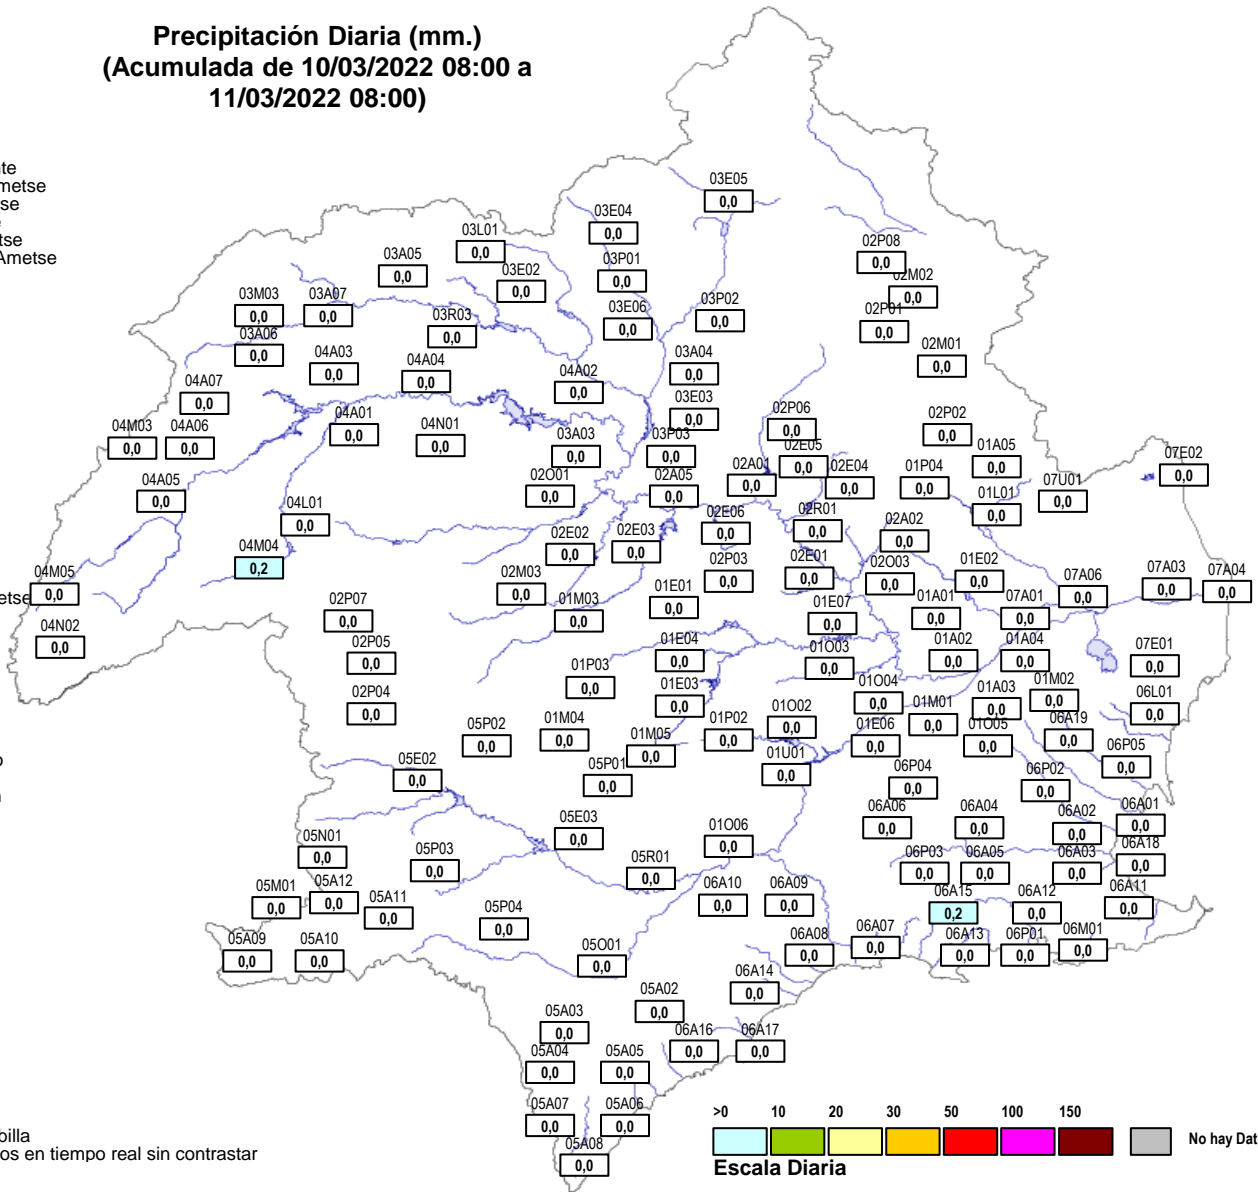 Precipitación Diaria (mm.)
(Acumulada de 10/03/2022 08:00 a
11/03/2022 08:00)
03E05
0,0
03E04
0,0
03L01
0,0
03A05
0,0
03E02
0,0
03P01
0,0
02P08
0,0
02M02
0,0
03M03
0,0
03A07
0,0
03R03
0,0
03E06
0,0
03P02
0,0
02P01
0,0
03A06
0,0
04A03
0,0
04A04
0,0
04A02
0,0
03A04
0,0
02M01
0,0
04A07
0,0
03E03
0,0
04M03
0,0
04A06
0,0
04A01
0,0
04N01
0,0
03A03
0,0
03P03
0,0
02P06
0,0
02E05
0,0
02P02
0,0
01A05
0,0
07E02
0,0
04A05
0,0
02O01
0,0
02A05
0,0
02A01
0,0
02E04
0,0
01P04
0,0
01L01
0,0
07U01
0,0
04L01
0,0
02E06
0,0
02R01
0,0
02A02
0,0
04M04
0,2
02E02
0,0
02E03
0,0
04M05
0,0
02M03
0,0
02P03
0,0
02E01
0,0
02O03
0,0
01E02
0,0
07A06
0,0
07A03
0,0
07A04
0,0
02P07
0,0
01M03
0,0
01E01
0,0
01E07
0,0
01A01
0,0
07A01
0,0
04N02
0,0
02P05
0,0
01E04
0,0
01O03
0,0
01A02
0,0
01A04
0,0
07E01
0,0
02P04
0,0
01P03
0,0
01E03
0,0
01O04
0,0
01M01
0,0
01A03
0,0
01M02
0,0
06L01
0,0
05P02
0,0
01M04
0,0
01M05
0,0
01P02
0,0
01O02
0,0
01E06
0,0
01O05
0,0
06A19
0,0
06P05
0,0
05E02
0,0
05P01
0,0
01U01
0,0
06P04
0,0
06P02
0,0
05E03
0,0
01O06
0,0
06A06
0,0
06A04
0,0
06A02
0,0
06A01
0,0
05N01
0,0
05P03
0,0
05R01
0,0
06P03
0,0
06A05
0,0
06A03
0,0
06A18
0,0
05M01
0,0
05A12
0,0
05A11
0,0
05P04
0,0
06A10
0,0
06A09
0,0
06A15
0,2
06A12
0,0
06A11
0,0
05A09
0,0
05A10
0,0
05O01
0,0
06A08
0,0
06A07
0,0
06A13
0,0
06P01
0,0
06M01
0,0
06A14
0,0
05A02
0,0
05A03
0,0
06A16
0,0
06A17
0,0
05A04
0,0
05A05
0,0
05A07
0,0
05A06
0,0
05A08
0,0
billa
os en tiempo real sin contrastar
>0 10 20 30 50 100 150
No hay Dat
Escala Diaria